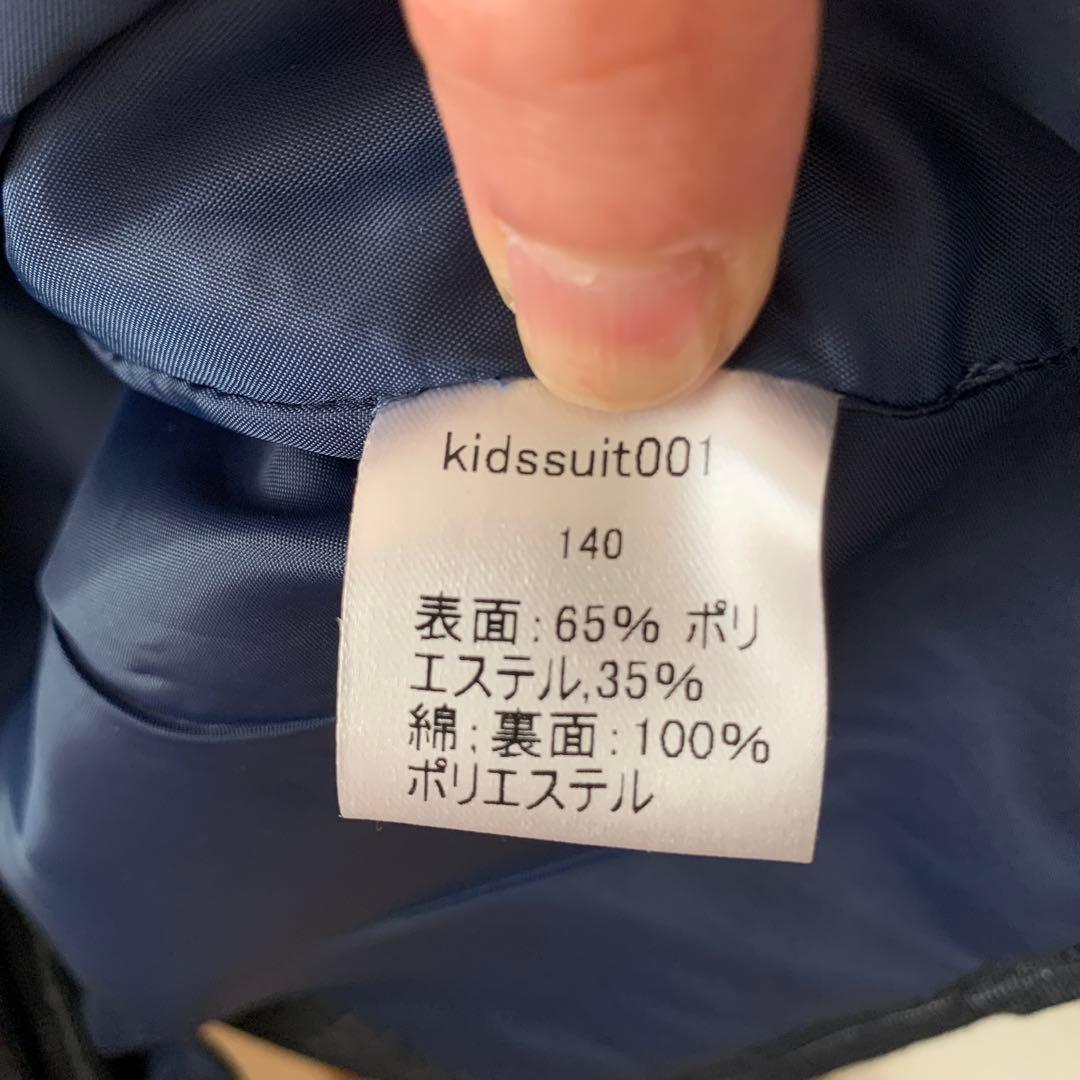 kidssuit001
140
表面:65% ポリ
エステル,35%
綿;裏面:100%
ポリエステル